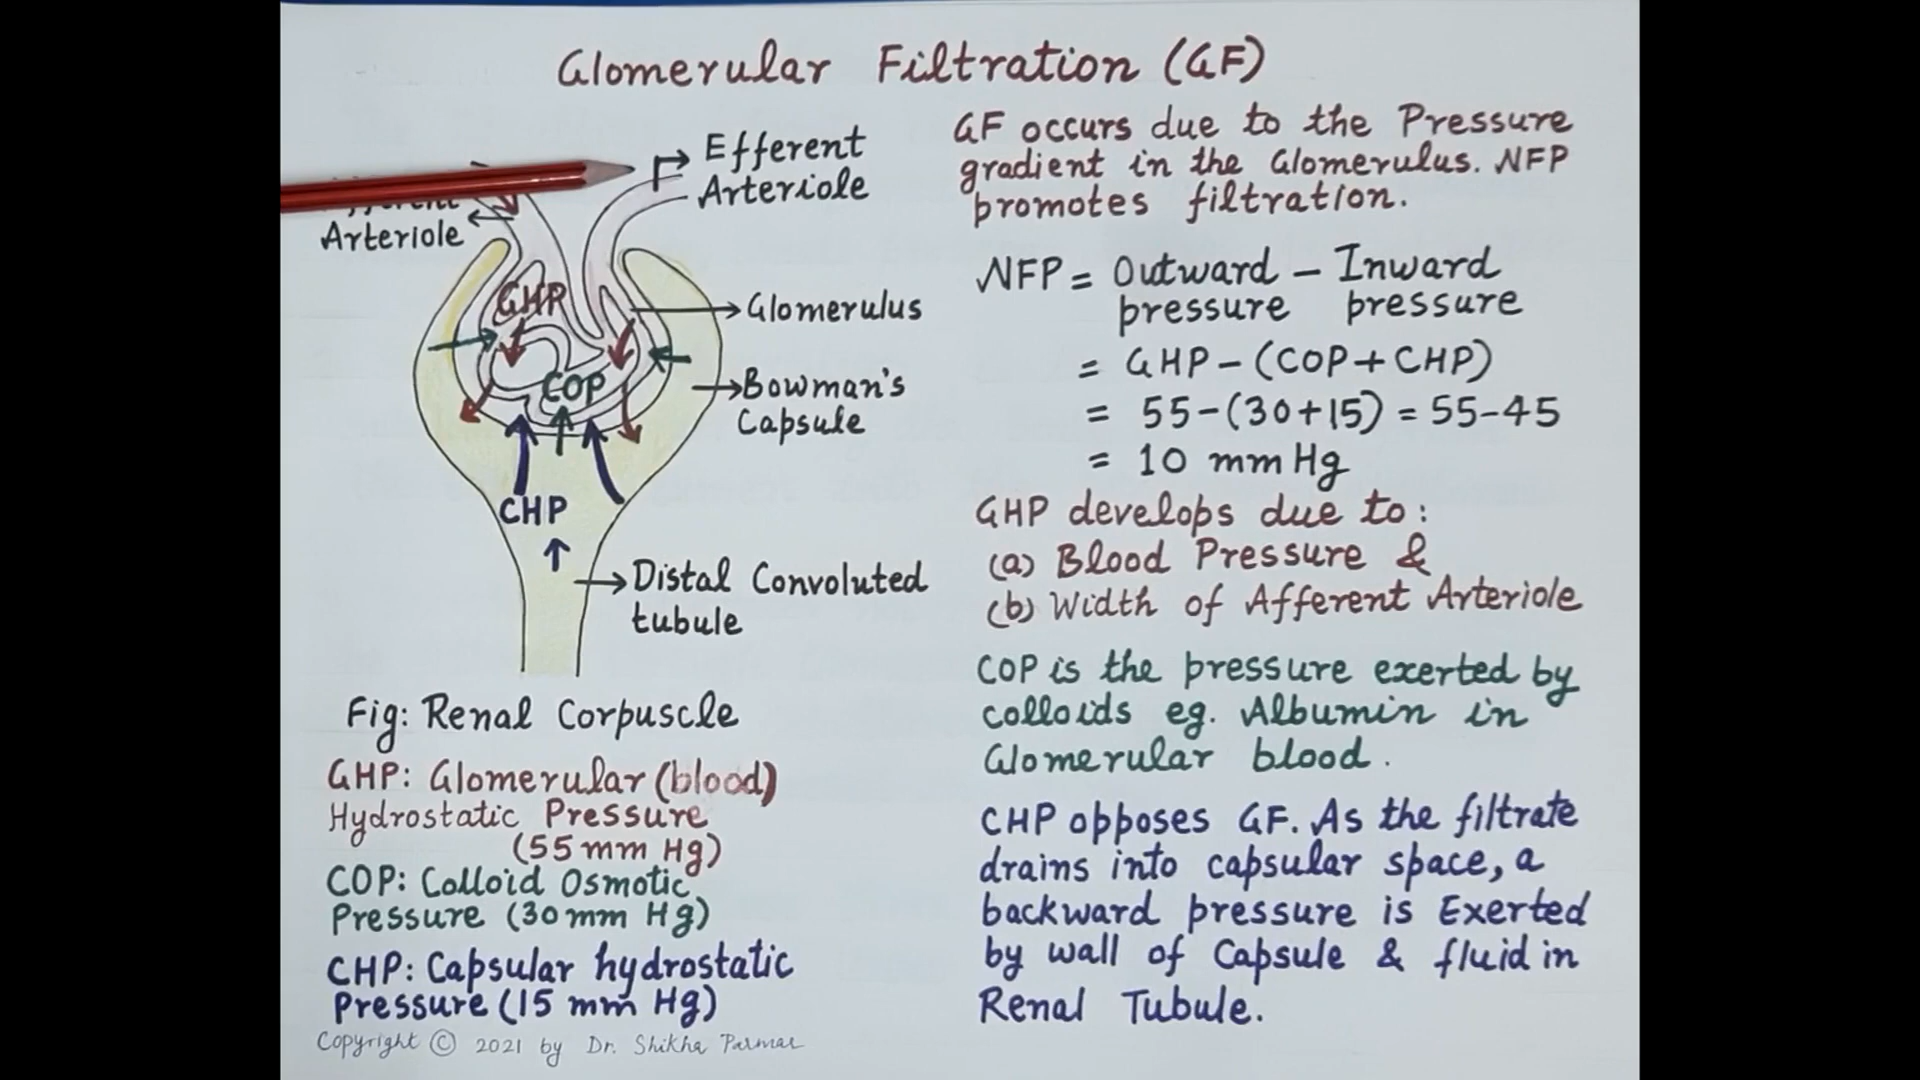 Glomerular Filtration (GF)
Efferent
Arteriole
Arteriole
GHP
Glomerulus
COP
Bowman's
Capsule
CHP
Distal Convoluted
tubule
Fig: Renal Corpuscle
GHP: Glomerular (blood)
Hydrostatic Pressure
(55 mm Hg)
COP: Colloid Osmotic
Pressure (30 mm Hg)
CHP: Capsular hydrostatic
Pressure (15 mm Hg)
Copyright © 2021 by Dr. Shikha Parmar
GF occurs due to the Pressure
gradient in the Glomerulus. NFP
promotes filtration.
NFP = Outward - Inward
pressure pressure
= GHP - (COP + CHP)
= 55 - (30+15) = 55-45
= 10 mm Hg
GHP develops due to:
(a) Blood Pressure &
(b) Width of Afferent Arteriole
COP is the pressure exerted by
colloids eg. Albumin in
Glomerular blood.
CHP opposes GF. As the filtrate
drains into capsular space, a
backward pressure is Exerted
by wall of Capsule & fluid in
Renal Tubule.